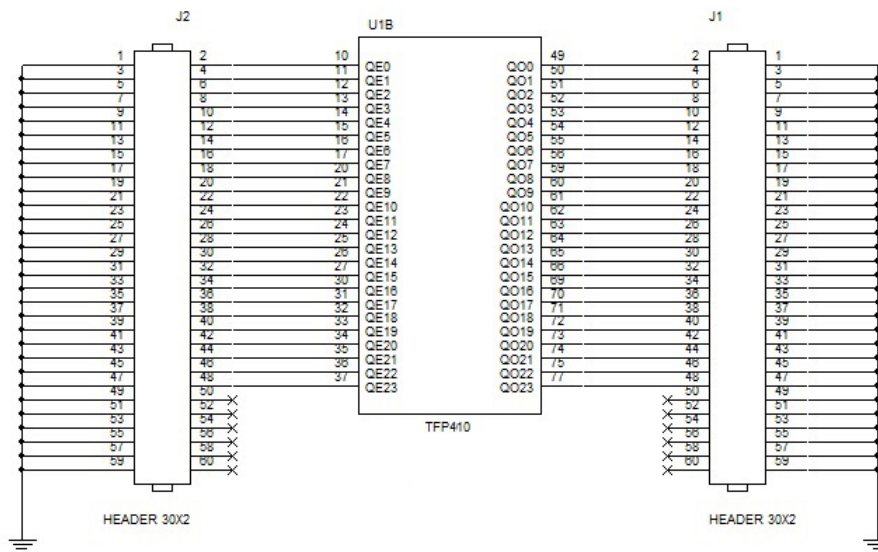 J2 U1B J1
1 2 10 QE0 QO0 49 2 1
3 4 11 QE1 QO1 50 4 3
5 6 12 QE2 QO2 51 6 5
7 8 13 QE3 QO3 52 8 7
9 10 14 QE4 QO4 53 10 9
11 12 15 QE5 QO5 54 12 11
13 14 16 QE6 QO6 55 14 13
15 16 17 QE7 QO7 56 16 15
17 18 20 QE8 QO8 59 18 17
19 20 21 QE9 QO9 60 20 19
21 22 22 QE10 QO10 61 22 21
23 24 23 QE11 QO11 62 24 23
25 26 24 QE12 QO12 63 26 25
27 28 25 QE13 QO13 64 28 27
29 30 26 QE14 QO14 65 30 29
31 32 27 QE15 QO15 66 32 31
33 34 30 QE16 QO16 69 34 33
35 36 31 QE17 QO17 70 36 35
37 38 32 QE18 QO18 71 38 37
39 40 33 QE19 QO19 72 40 39
41 42 34 QE20 QO20 73 42 41
43 44 35 QE21 QO21 74 44 43
45 46 36 QE22 QO22 75 46 45
47 48 37 QE23 QO23 77 48 47
49 50 50 49
51 52 52 51
53 54 54 53
55 56 56 55
57 58 58 57
59 60 60 59
TFP410
HEADER 30X2 HEADER 30X2